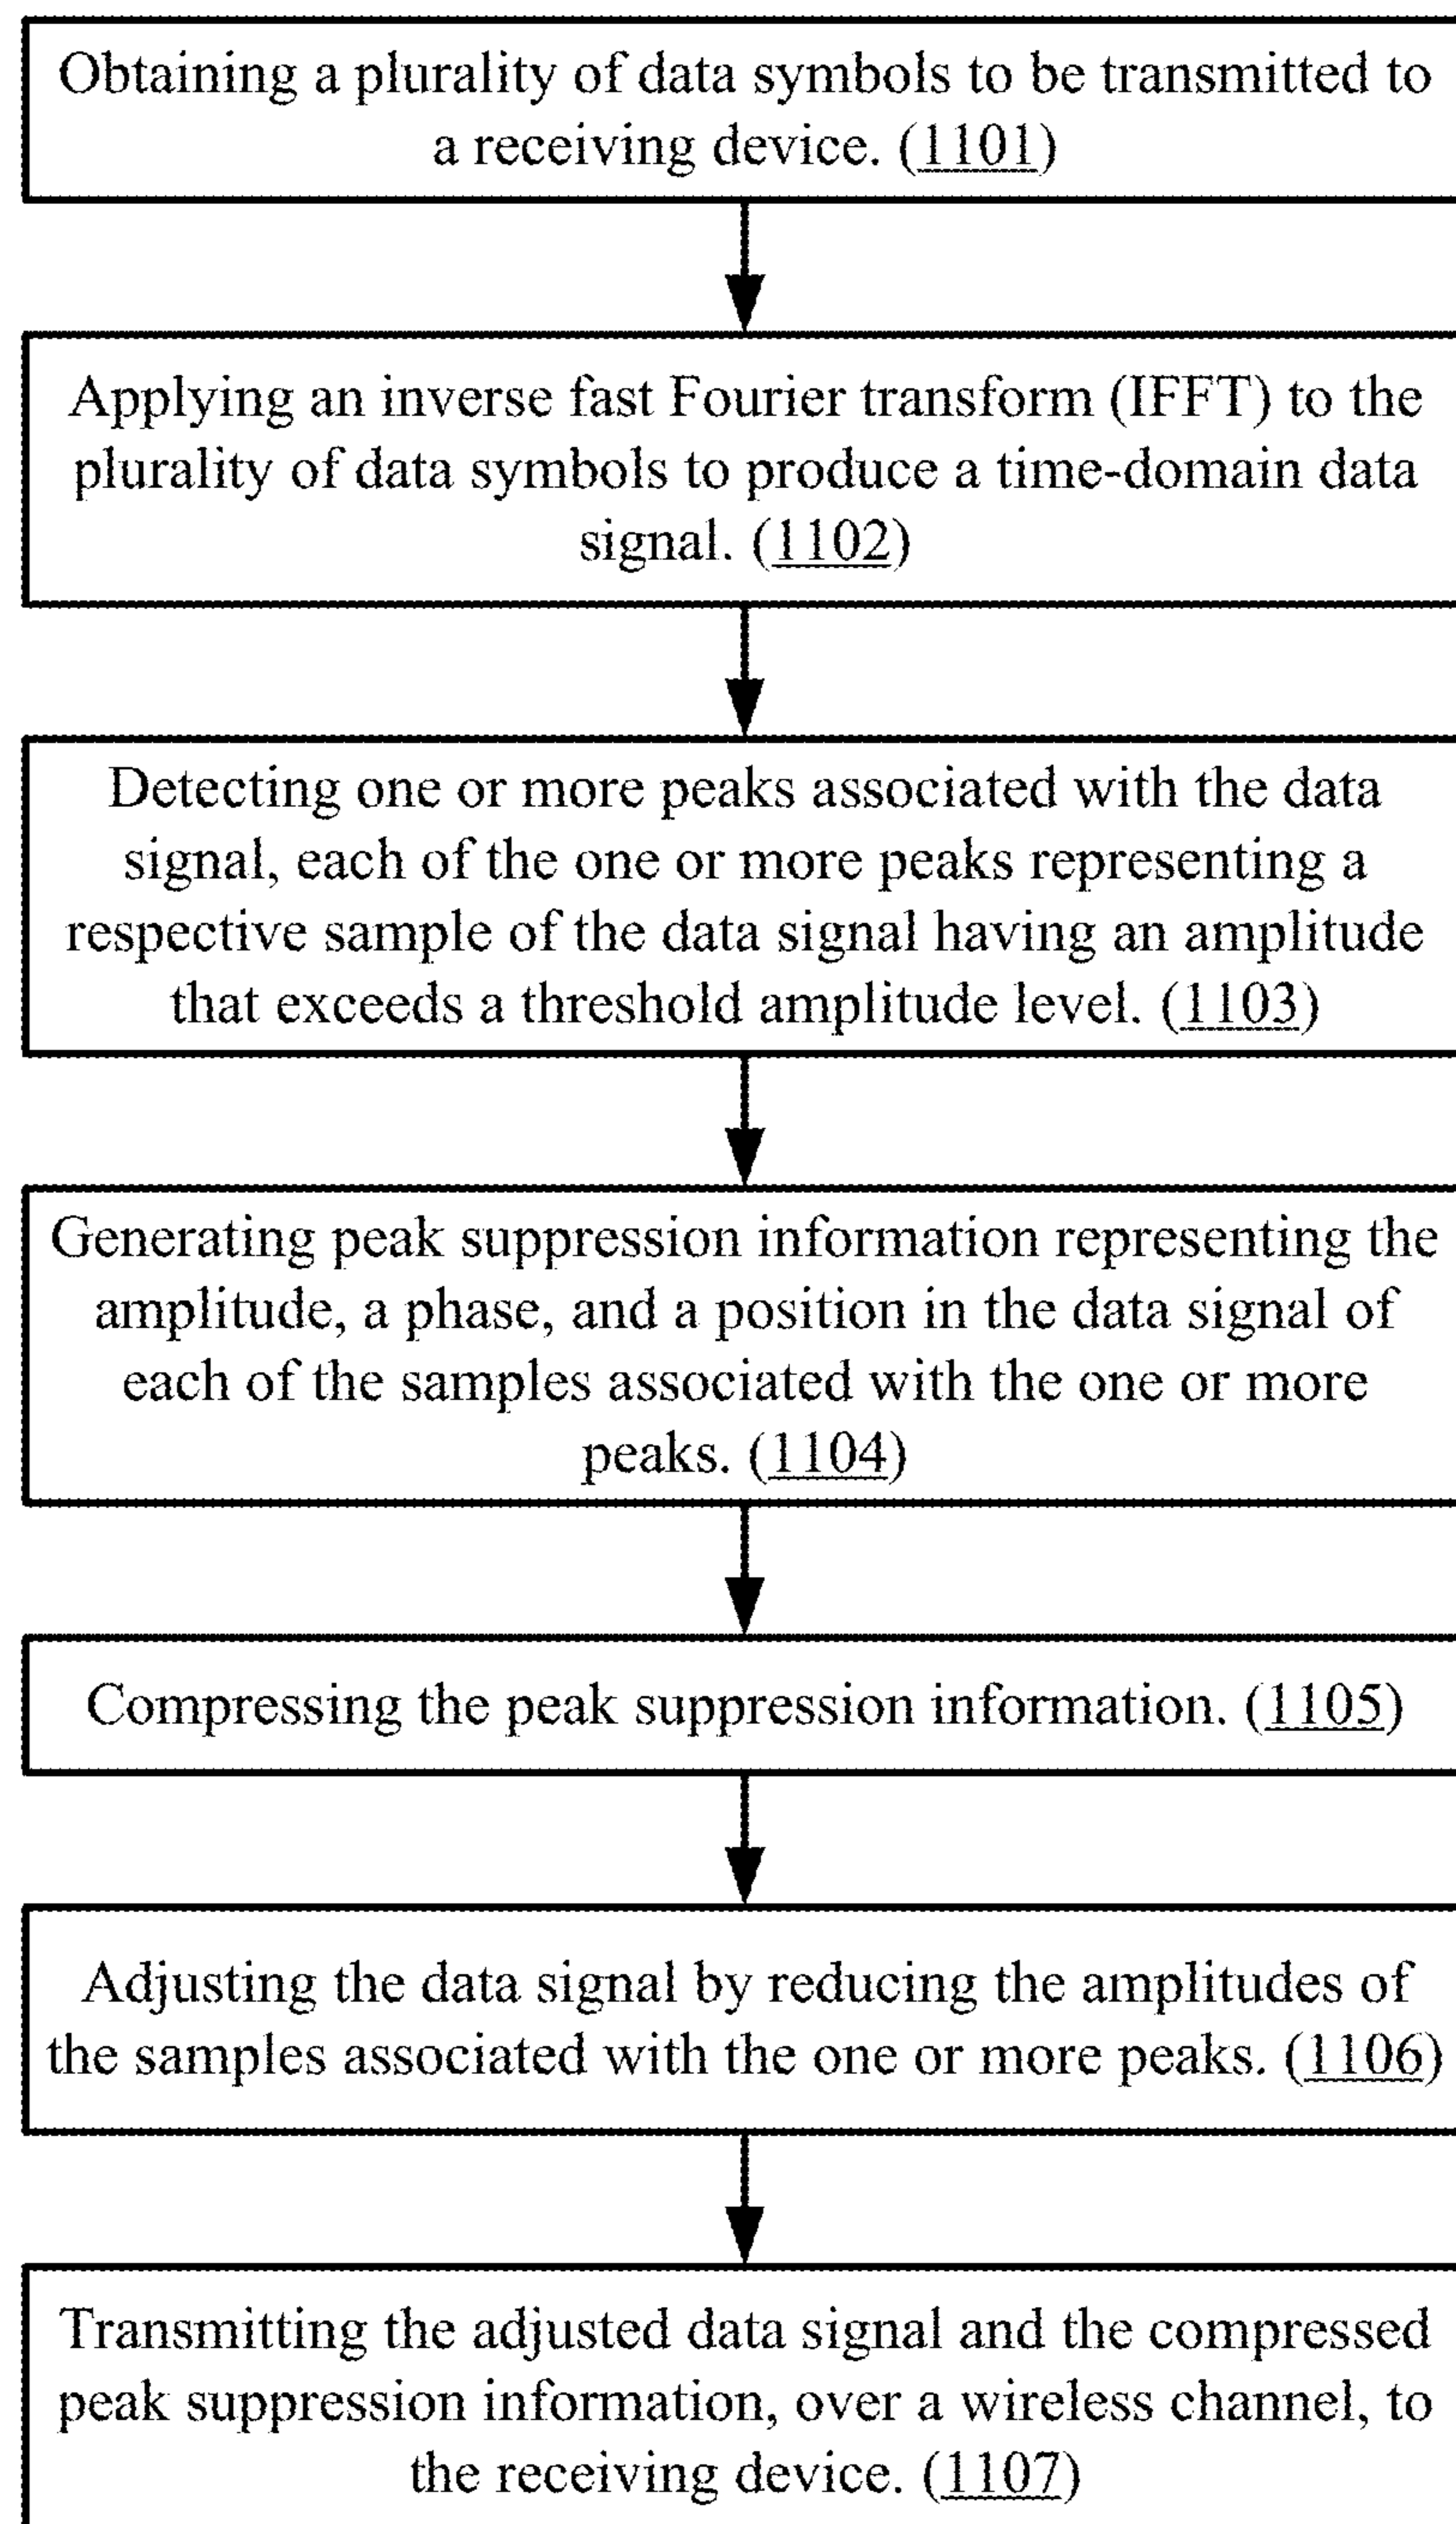 Obtaining a plurality of data symbols to be transmitted to
a receiving device. (1101)
Applying an inverse fast Fourier transform (IFFT) to the
plurality of data symbols to produce a time-domain data
signal. (1102)
Detecting one or more peaks associated with the data
signal, each of the one or more peaks representing a
respective sample of the data signal having an amplitude
that exceeds a threshold amplitude level. (1103)
Generating peak suppression information representing the
amplitude, a phase, and a position in the data signal of
each of the samples associated with the one or more
peaks. (1104)
Compressing the peak suppression information. (1105)
Adjusting the data signal by reducing the amplitudes of
the samples associated with the one or more peaks. (1106)
Transmitting the adjusted data signal and the compressed
peak suppression information, over a wireless channel, to
the receiving device. (1107)